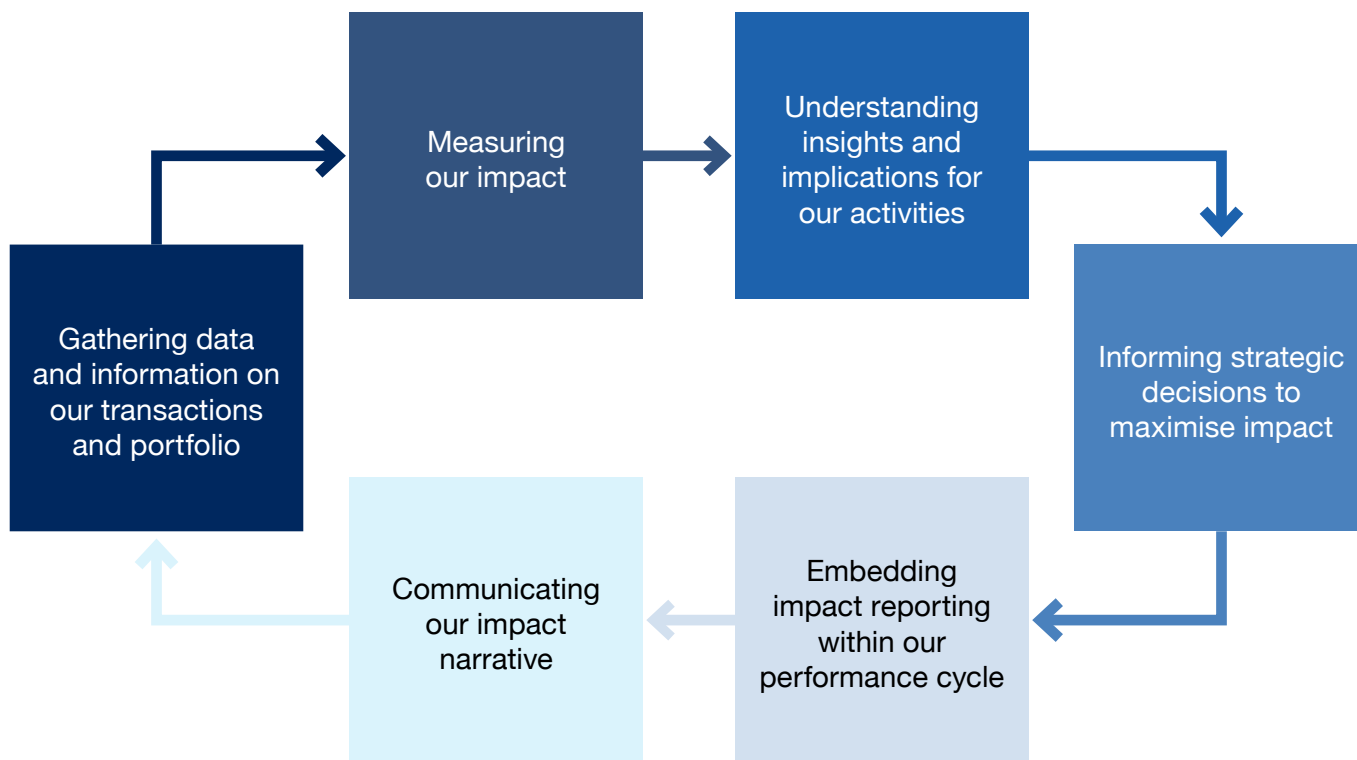 Measuring
our impact
Understanding
insights and
implications for
our activities
Gathering data
and information on
our transactions
and portfolio
Informing strategic
decisions to
maximise impact
Communicating
our impact
narrative
Embedding
impact reporting
within our
performance cycle